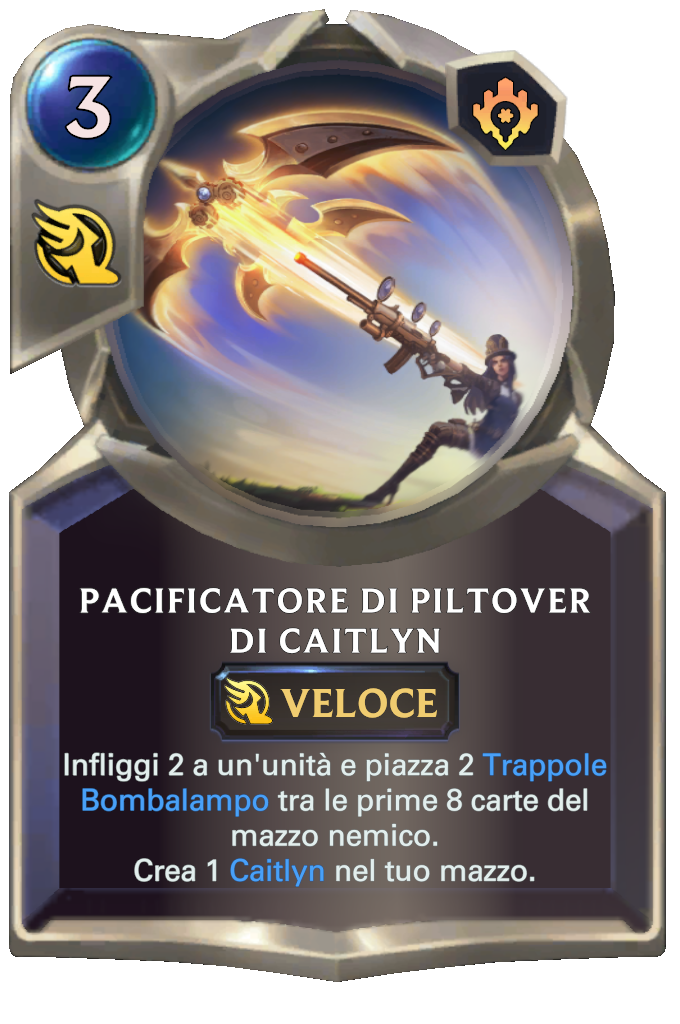 3
PACIFICATORE DI PILTOVER
DI CAITLYN
VELOCE
Infliggi 2 a un'unità e piazza 2 Trappole
Bombalampo tra le prime 8 carte del
mazzo nemico.
Crea 1 Caitlyn nel tuo mazzo.